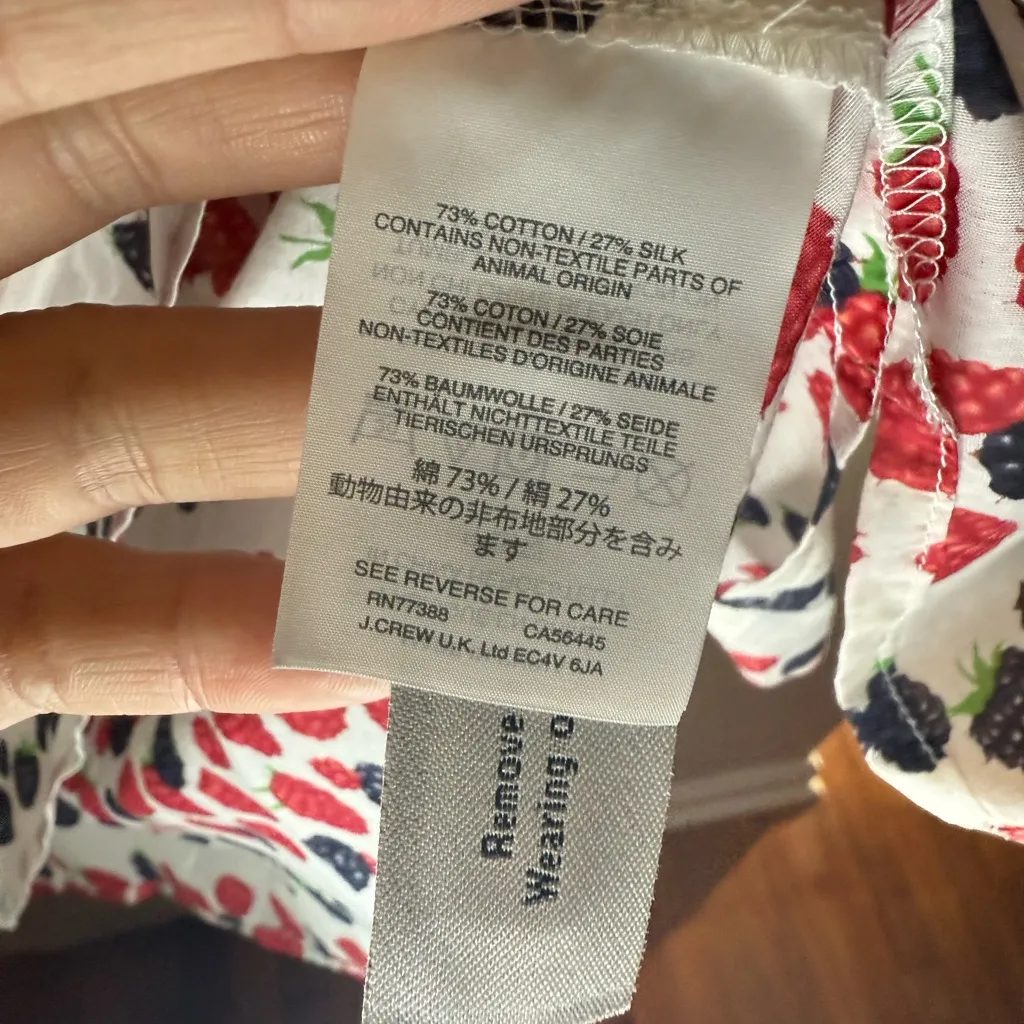 73% COTTON / 27% SILK
CONTAINS NON-TEXTILE PARTS OF
ANIMAL ORIGIN
73% COTON / 27% SOIE
CONTIENT DES PARTIES
NON-TEXTILES D'ORIGINE ANIMALE
73% BAUMWOLLE / 27% SEIDE
ENTHÄLT NICHTTEXTILE TEILE
TIERISCHEN URSPRUNGS
綿 73% / 絹 27%
動物由来の非布地部分を含み
ます
SEE REVERSE FOR CARE
RN77388 CA56445
J.CREW U.K. Ltd EC4V 6JA
Remove
Wearing o